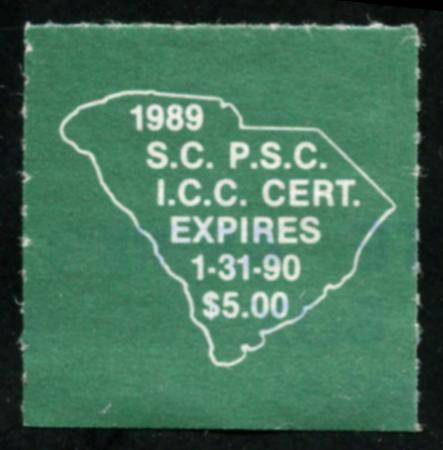 1989
S.C. P.S.C.
I.C.C. CERT.
EXPIRES
1-31-90
$5.00